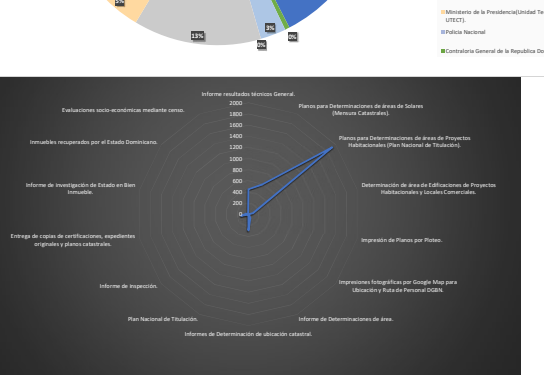 5%
13%
3%
0%
0%
Ministerio de la Presidencia(Unidad Te
UTECT).
Policia Nacional
Contraloria General de la Republica Do
Informe resultados técnicos General.
Planos para Determinaciones de áreas de Solares
(Mensura Catastrales).
Planos para Determinaciones de áreas de Proyectos
Habitacionales (Plan Nacional de Titulación).
Determinación de área de Edificaciones de Proyectos
Habitacionales y Locales Comerciales.
Impresión de Planos por Ploteo.
Impresiones fotográficas por Google Map para
Ubicación y Ruta de Personal DGBN.
Informe de Determinaciones de área.
Informes de Determinación de ubicación catastral.
Plan Nacional de Titulación.
Informe de Inspección.
Entrega de copias de certificaciones, expedientes
originales y planos catastrales.
Informe de investigación de Estado en Bien
Inmueble.
Inmuebles recuperados por el Estado Dominicano.
Evaluaciones socio-económicas mediante censo.
2000
1800
1600
1400
1200
1000
800
600
400
200
0